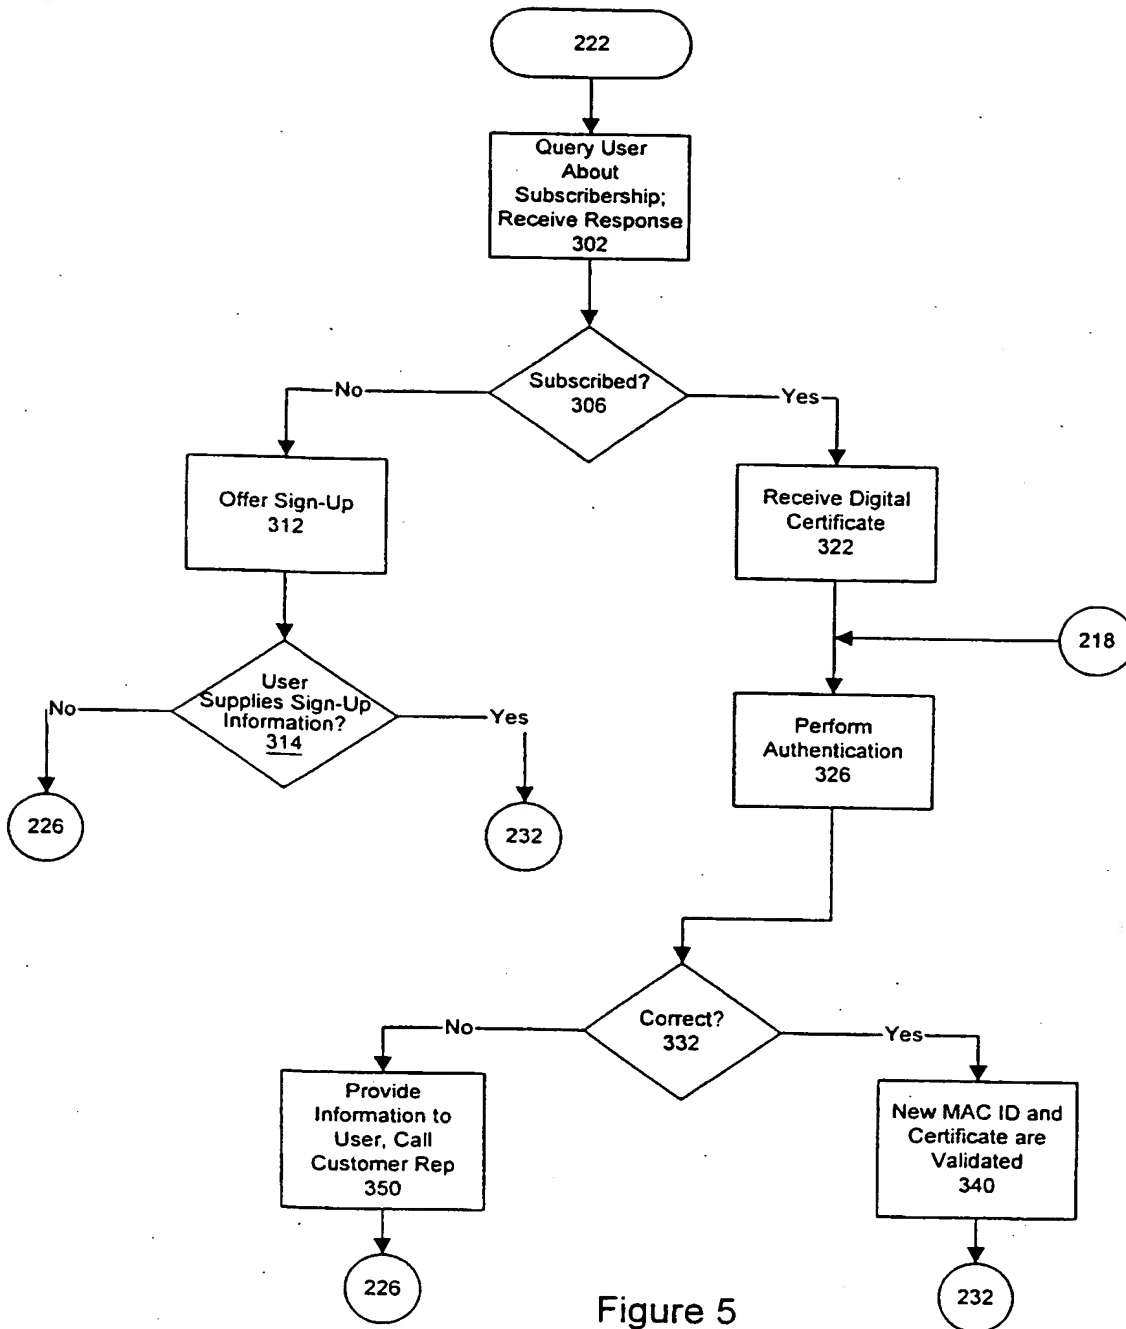 222
Query User
About
Subscribership;
Receive Response
302
Subscribed?
306
No
Yes
Offer Sign-Up
312
Receive Digital
Certificate
322
218
User
Supplies Sign-Up
Information?
314
No
Yes
Perform
Authentication
326
226
232
Correct?
332
No
Yes
Provide
Information to
User, Call
Customer Rep
350
New MAC ID and
Certificate are
Validated
340
226
232
Figure 5